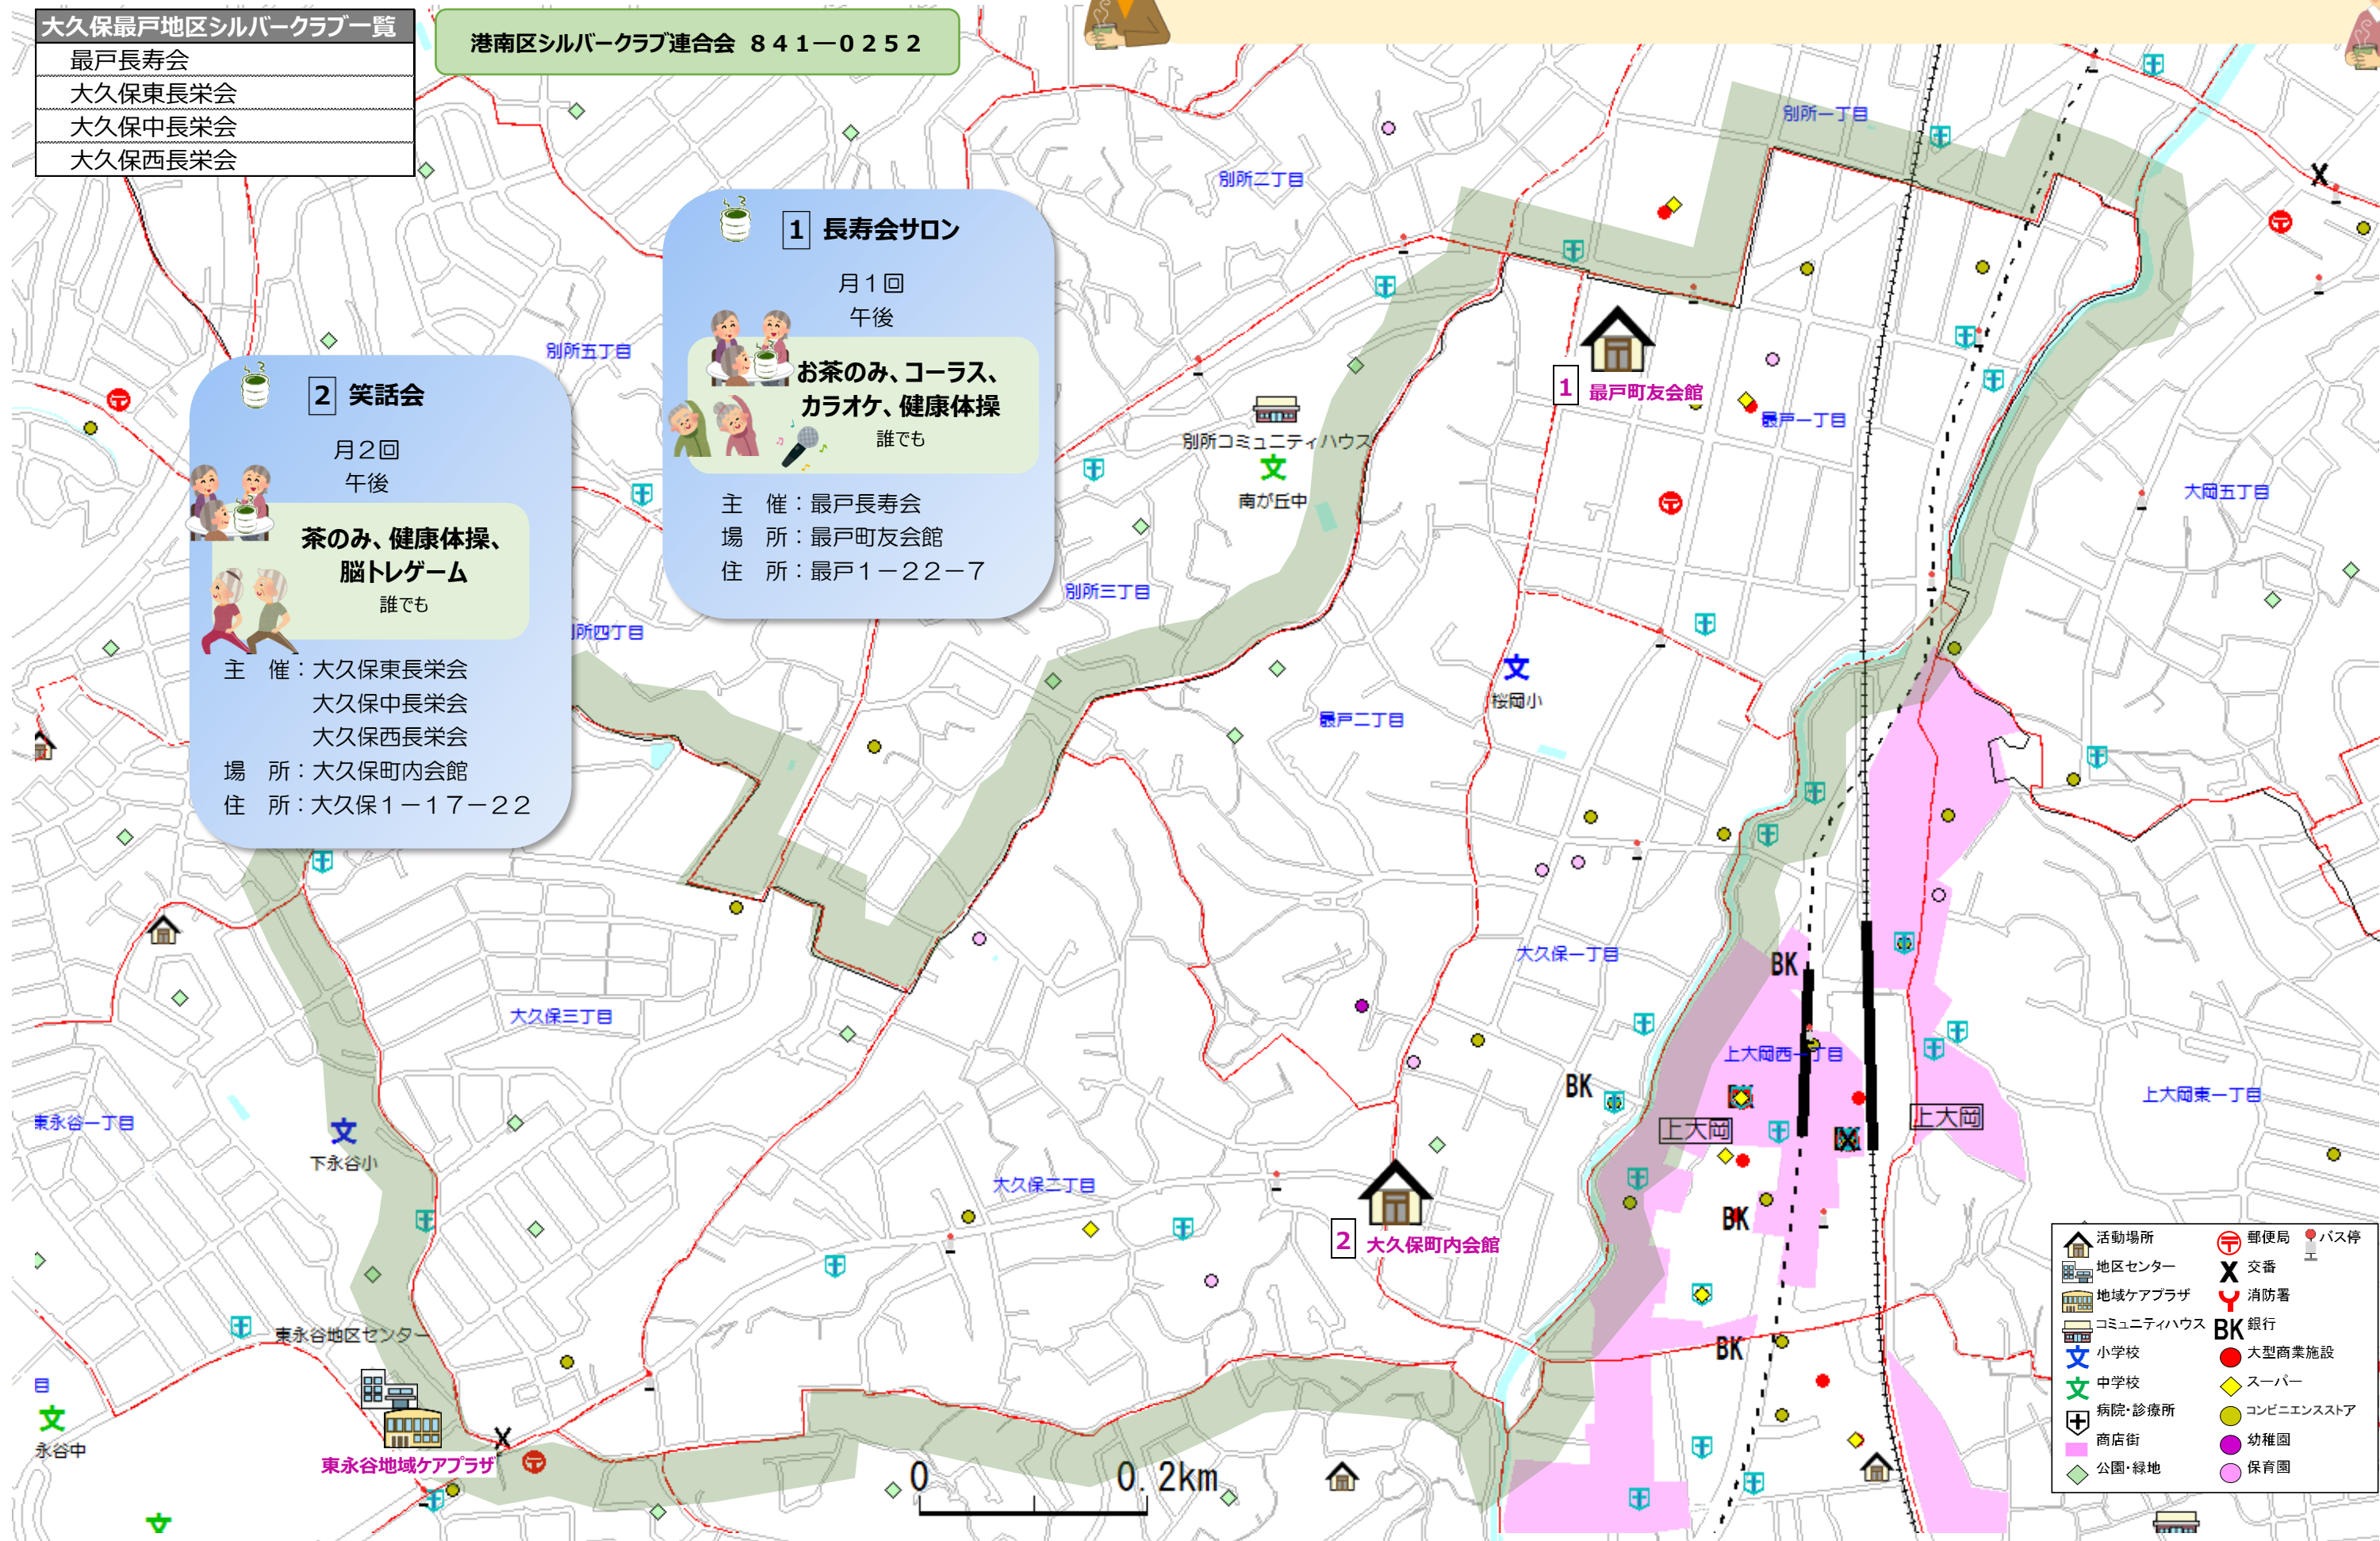 大久保最戸地区シルバークラブ一覧
最戸長寿会
大久保東長栄会
大久保中長栄会
大久保西長栄会
港南区シルバークラブ連合会 ８４１―０２５２
1 長寿会サロン
月１回
午後
お茶のみ、コーラス、
カラオケ、健康体操
誰でも
主　催：最戸長寿会
場　所：最戸町友会館
住　所：最戸１－２２－７
2 笑話会
月２回
午後
茶のみ、健康体操、
脳トレゲーム
誰でも
主　催：大久保東長栄会
大久保中長栄会
大久保西長栄会
場　所：大久保町内会館
住　所：大久保１－１７－２２
別所一丁目
別所二丁目
別所五丁目
別所コミュニティハウス
文
南が丘中
別所三丁目
所四丁目
1 最戸町友会館
最戸一丁目
大岡五丁目
文
桜岡小
最戸二丁目
大久保一丁目
BK
大久保三丁目
上大岡西一丁目
BK
上大岡
上大岡
上大岡東一丁目
東永谷一丁目
文
下永谷小
大久保二丁目
2 大久保町内会館
BK
BK
東永谷地区センター
目
文
永谷中
東永谷地域ケアプラザ
文
0 0.2km
活動場所
地区センター
地域ケアプラザ
コミュニティハウス
文 小学校
文 中学校
病院・診療所
商店街
公園・緑地
郵便局
バス停
X 交番
消防署
BK 銀行
大型商業施設
スーパー
コンビニエンスストア
幼稚園
保育園